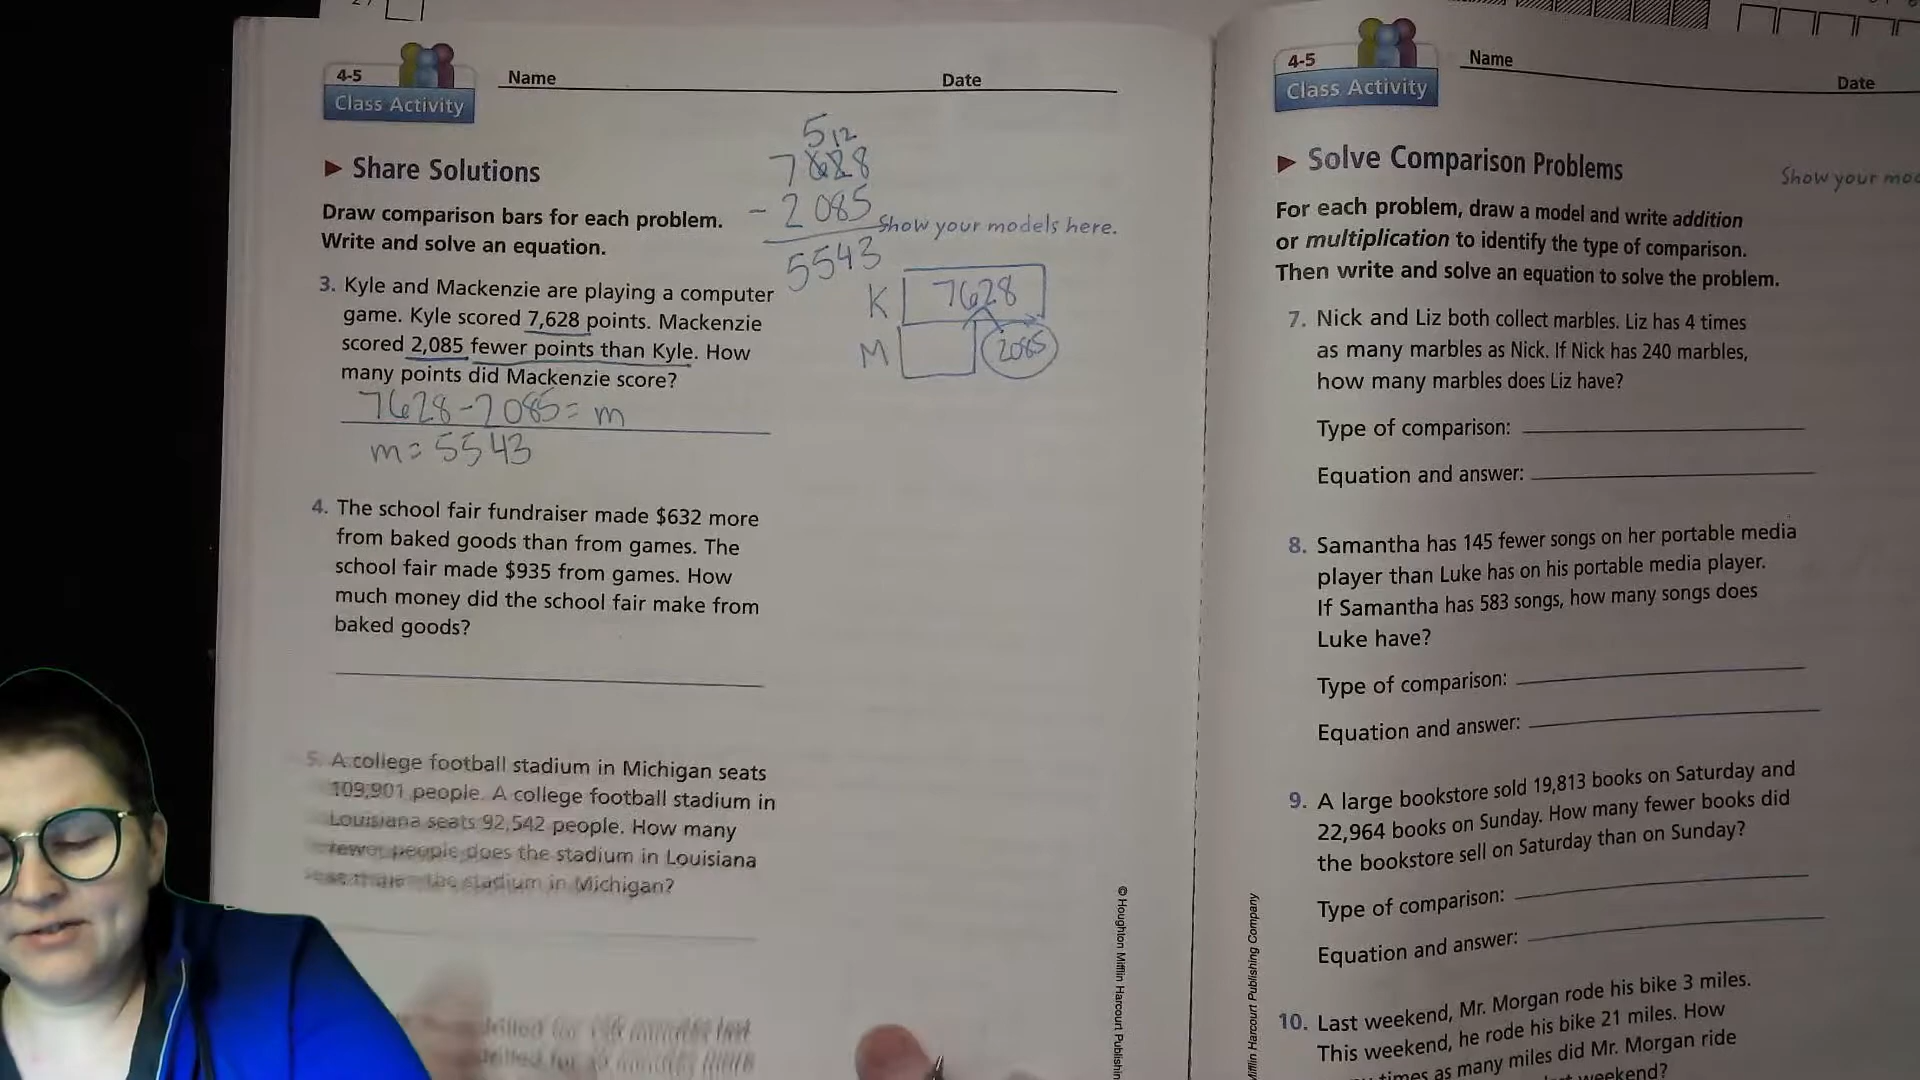 4-5
Class Activity
Name
Date
5 12
7628
- 2085
5543
Share Solutions
Draw comparison bars for each problem.
Write and solve an equation.
Show your models here.
3. Kyle and Mackenzie are playing a computer
game. Kyle scored 7,628 points. Mackenzie
scored 2,085 fewer points than Kyle. How
many points did Mackenzie score?
7628-2085= m
m= 5543
K 7628
M 2085
4. The school fair fundraiser made $632 more
from baked goods than from games. The
school fair made $935 from games. How
much money did the school fair make from
baked goods?
5. A college football stadium in Michigan seats
109,901 people. A college football stadium in
Louisiana seats 92,542 people. How many
fewer people does the stadium in Louisiana
the stadium in Michigan?
© Houghton Mifflin Harcourt Publishin
4-5
Class Activity
Name
Date
Solve Comparison Problems
Show your mod
For each problem, draw a model and write addition
or multiplication to identify the type of comparison.
Then write and solve an equation to solve the problem.
7. Nick and Liz both collect marbles. Liz has 4 times
as many marbles as Nick. If Nick has 240 marbles,
how many marbles does Liz have?
Type of comparison:
Equation and answer:
8. Samantha has 145 fewer songs on her portable media
player than Luke has on his portable media player.
If Samantha has 583 songs, how many songs does
Luke have?
Type of comparison:
Equation and answer:
9. A large bookstore sold 19,813 books on Saturday and
22,964 books on Sunday. How many fewer books did
the bookstore sell on Saturday than on Sunday?
Type of comparison:
Equation and answer:
10. Last weekend, Mr. Morgan rode his bike 3 miles.
This weekend, he rode his bike 21 miles. How
times as many miles did Mr. Morgan ride
weekend?
Mifflin Harcourt Publishing Company